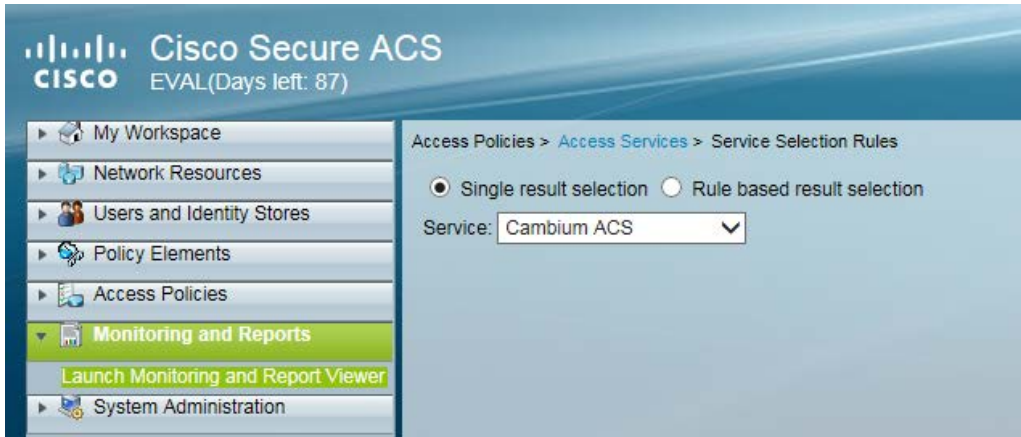 Cisco Secure ACS
CISCO EVAL(Days left: 87)
My Workspace
Network Resources
Users and Identity Stores
Policy Elements
Access Policies
Monitoring and Reports
Launch Monitoring and Report Viewer
System Administration
Access Policies > Access Services > Service Selection Rules
Single result selection Rule based result selection
Service: Cambium ACS